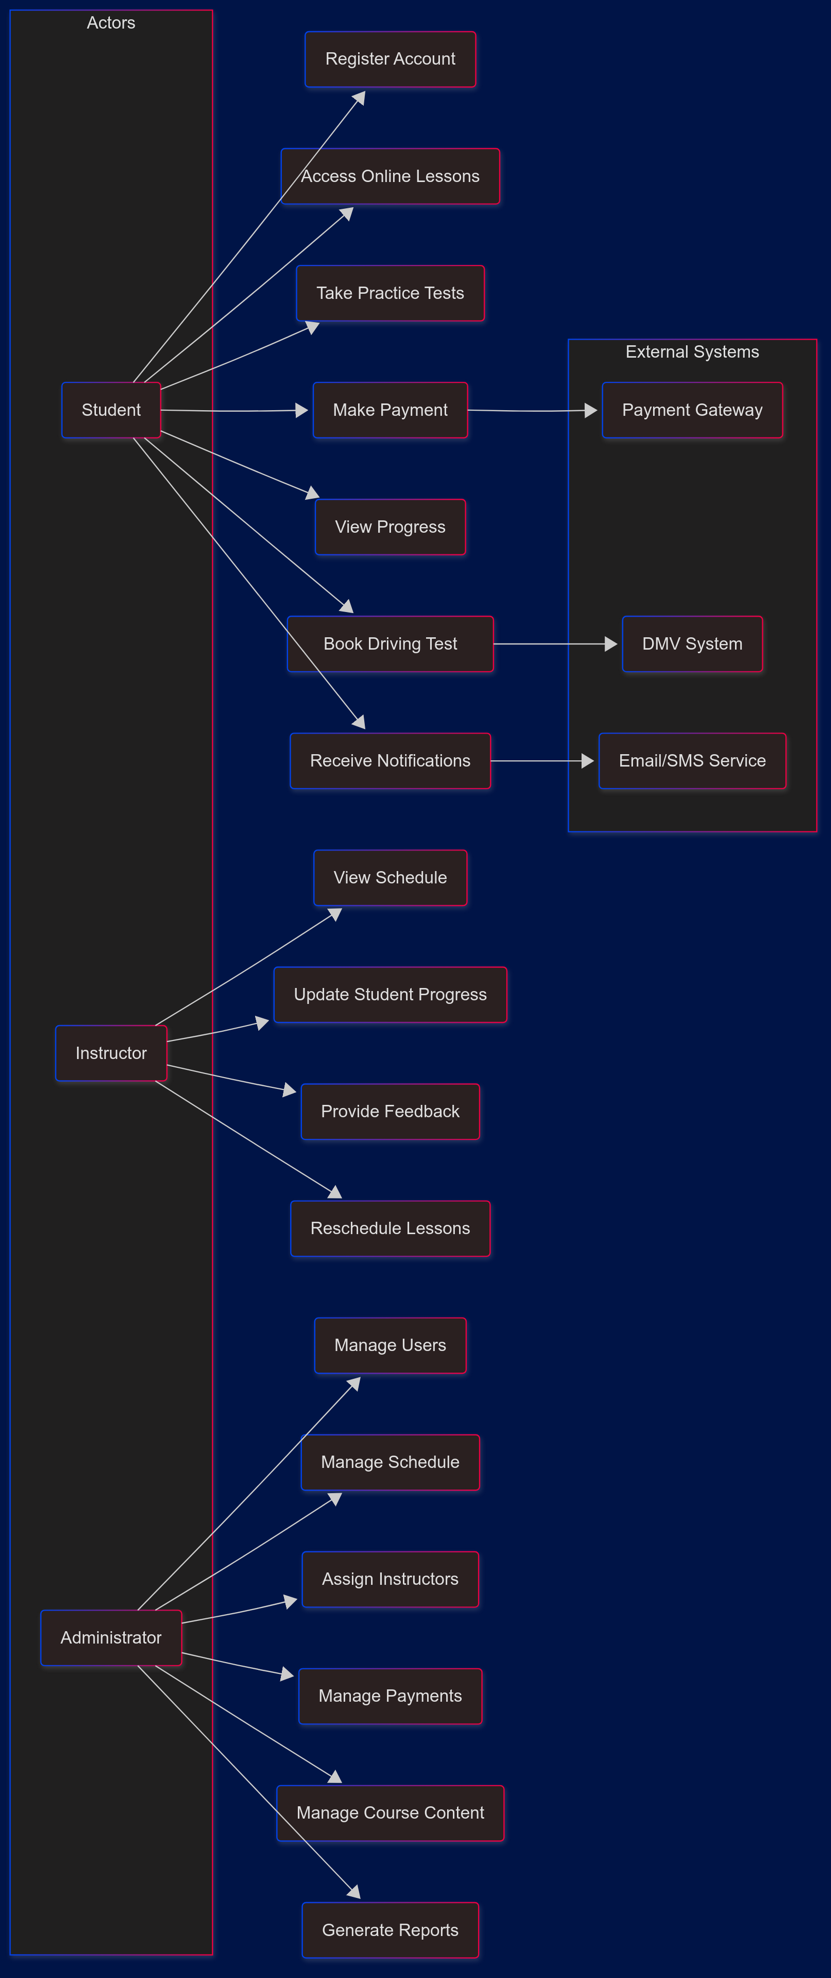 Actors
Register Account
Access Online Lessons
Take Practice Tests
External Systems
Student
Make Payment
Payment Gateway
View Progress
Book Driving Test
DMV System
Receive Notifications
Email/SMS Service
View Schedule
Update Student Progress
Instructor
Provide Feedback
Reschedule Lessons
Manage Users
Manage Schedule
Assign Instructors
Administrator
Manage Payments
Manage Course Content
Generate Reports